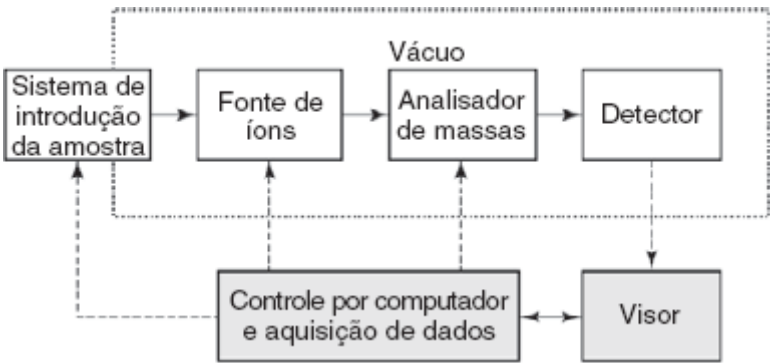 Vácuo
Sistema de
introdução
da amostra
Fonte de
íons
Analisador
de massas
Detector
Controle por computador
e aquisição de dados
Visor